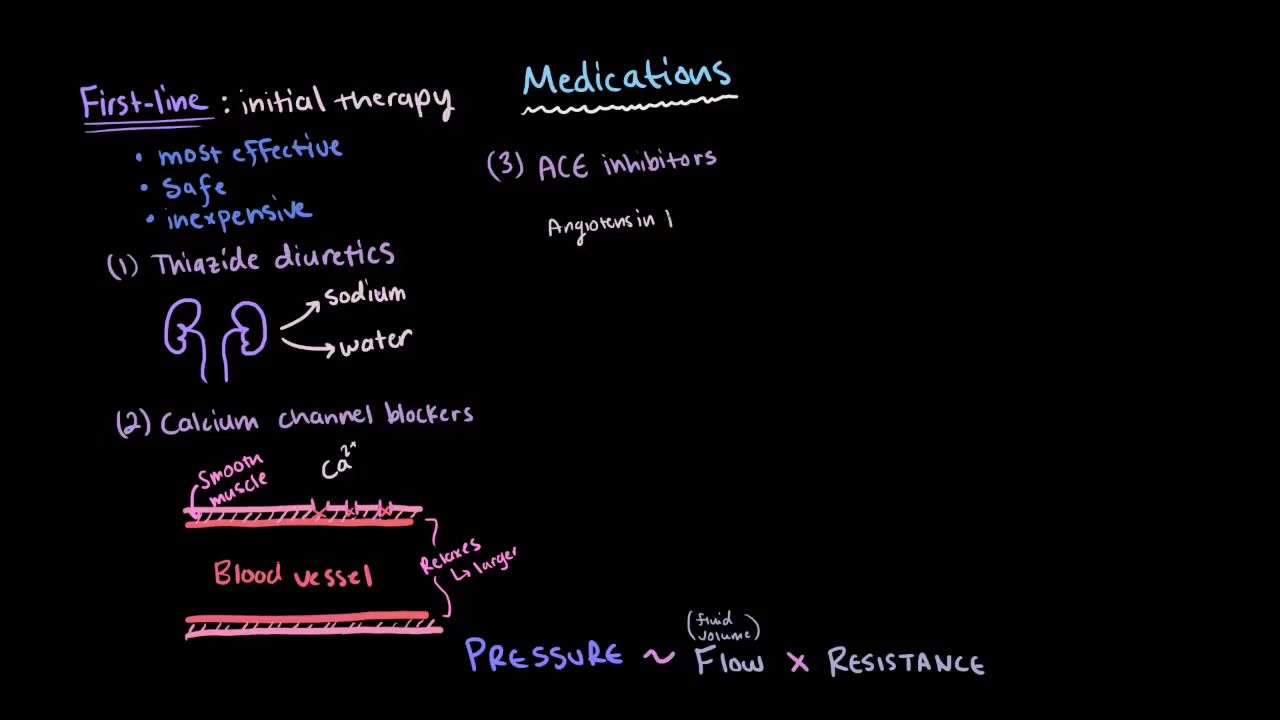 Medications
First-line : initial therapy
• most effective
• safe
• inexpensive
(1) Thiazide diuretics
sodium
water
(2) Calcium channel blockers
Smooth
muscle
Ca²⁺
Blood vessel
Relaxes
↳ larger
(3) ACE inhibitors
Angiotensin I
(fluid
volume)
PRESSURE ~ Flow x RESISTANCE